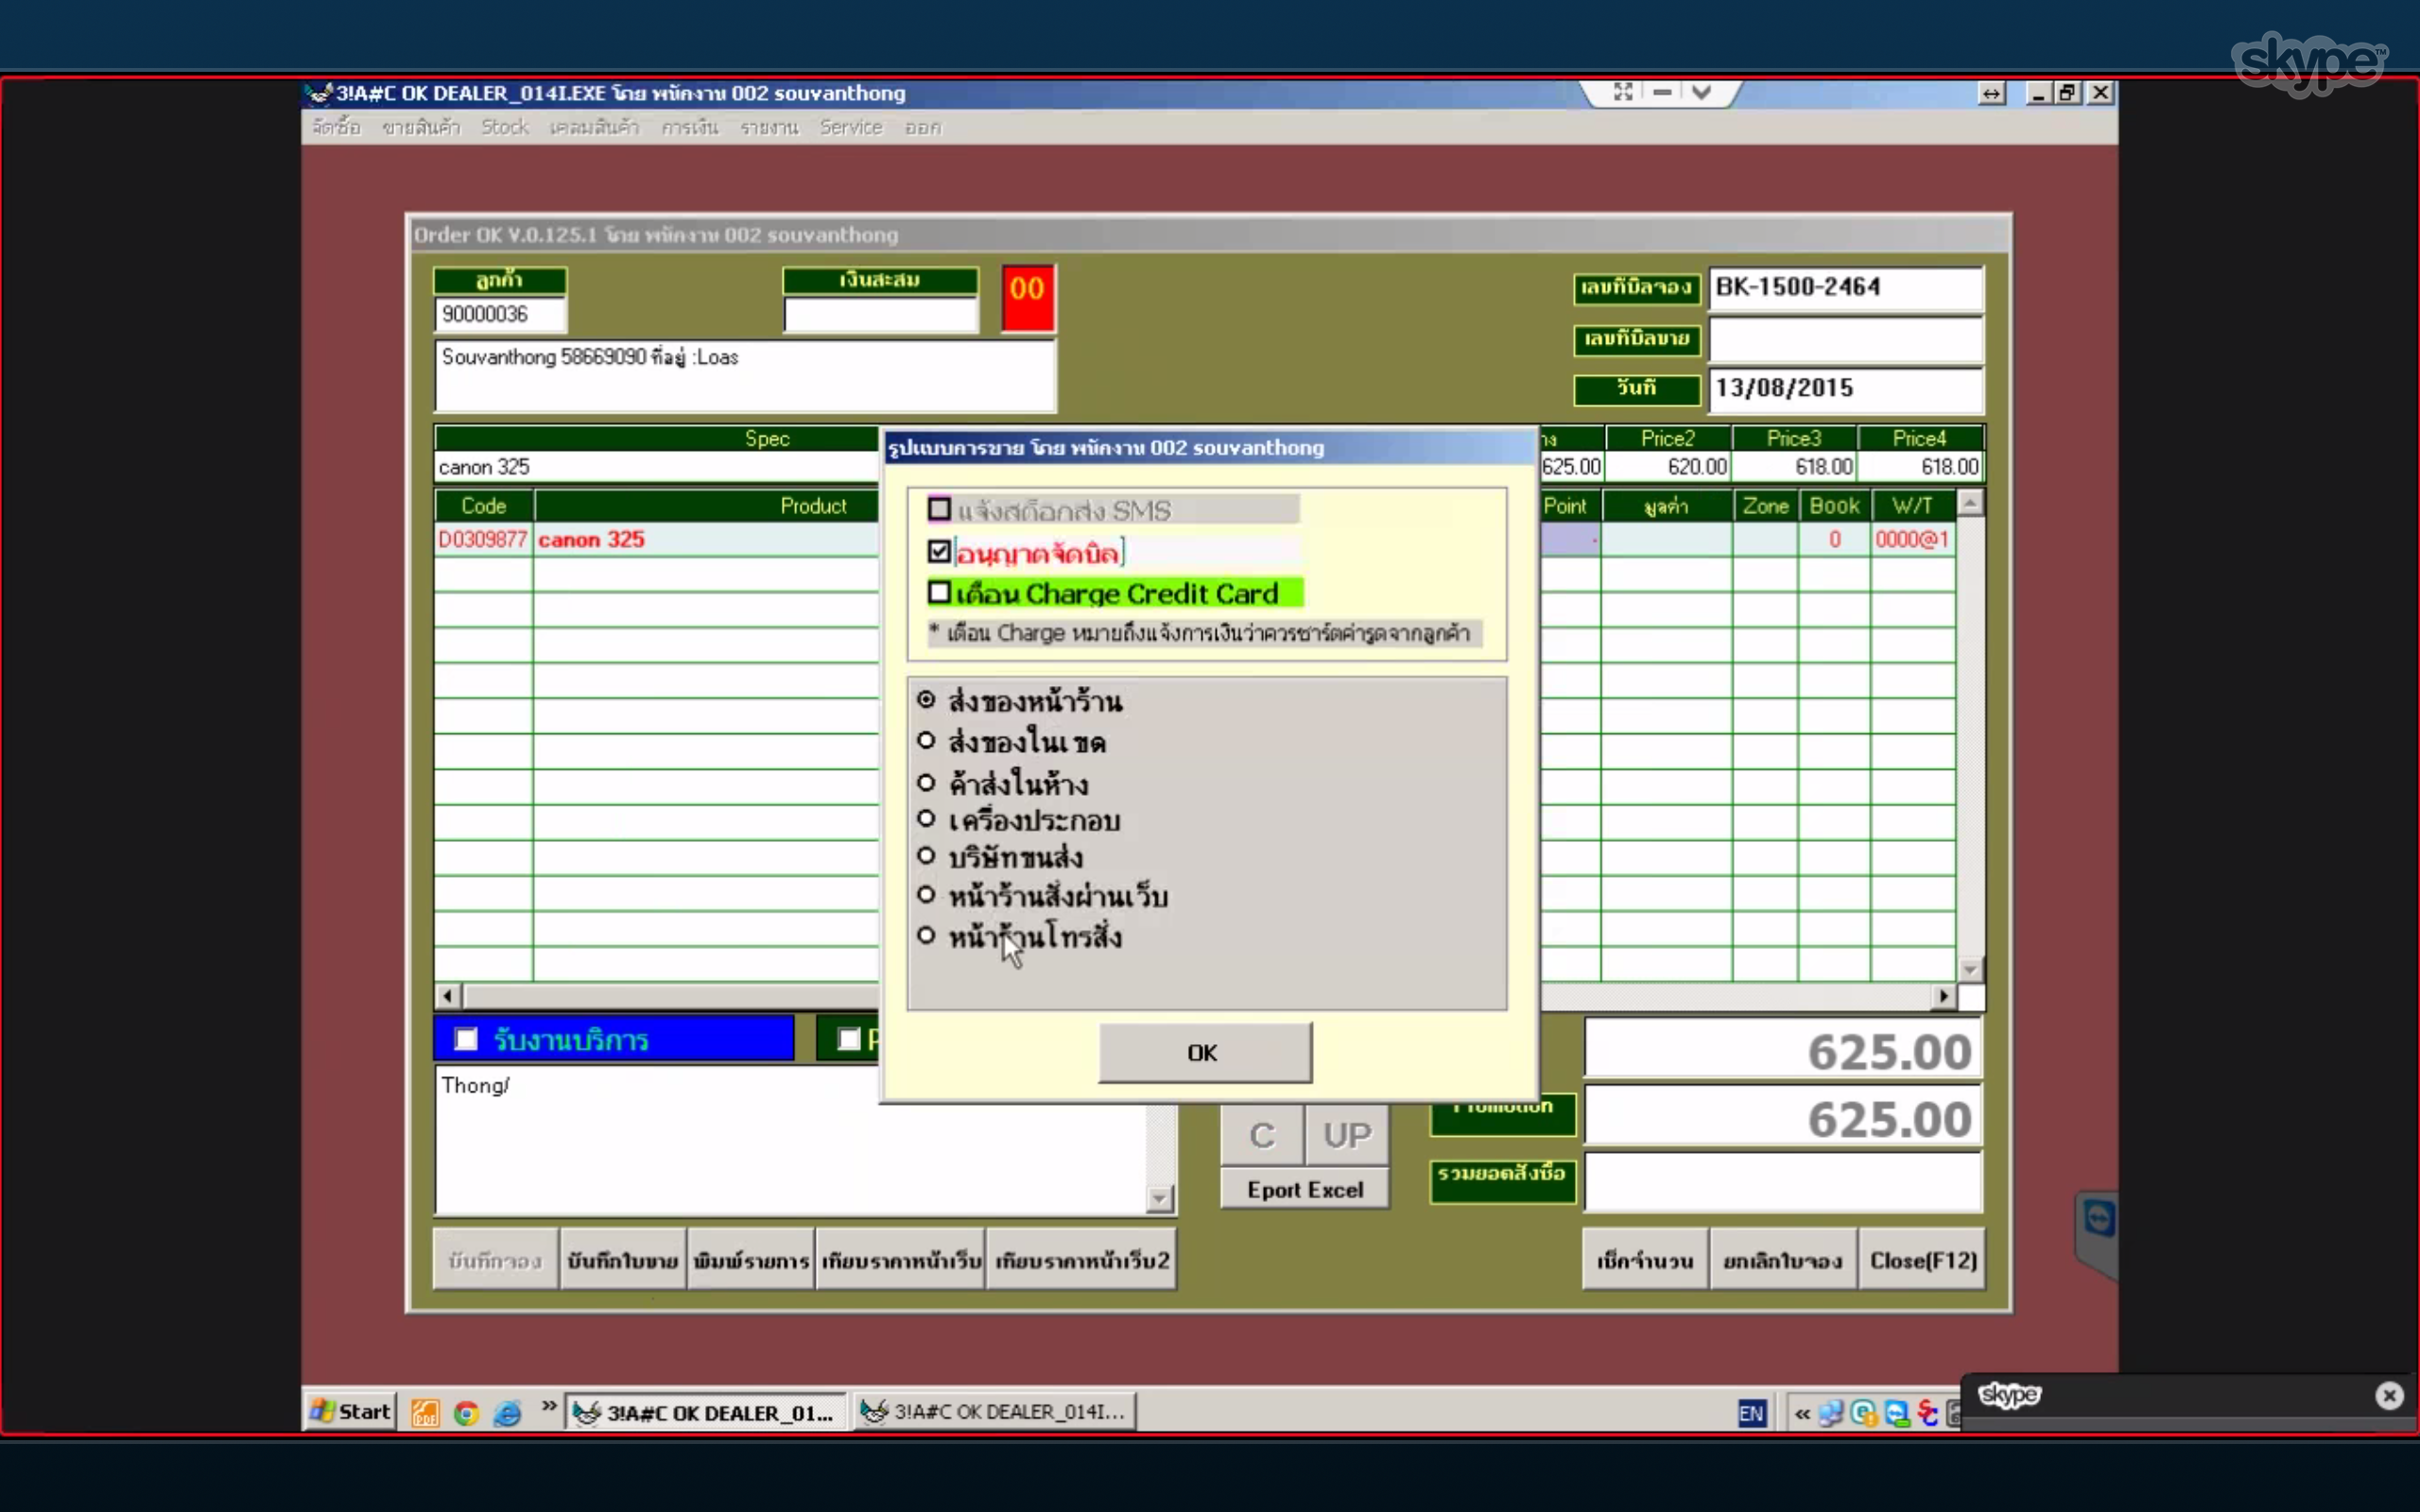 skype™
3!A#C OK DEALER_014I.EXE โดย พนักงาน 002 souvanthong
จัดซื้อ ขายสินค้า Stock เคลมสินค้า การเงิน รายงาน Service ออก
Order OK V.0.125.1 โดย พนักงาน 002 souvanthong
ลูกค้า เงินสะสม 00 เลขที่บิลจอง BK-1500-2464
90000036
เลขที่บิลขาย
Souvanthong 58669090 ที่อยู่ :Loas
วันที่ 13/08/2015
Spec Price2 Price3 Price4
canon 325 625.00 620.00 618.00 618.00
Code Product Point มูลค่า Zone Book W/T
D0309877 canon 325 0 0000@1
รูปแบบการขาย โดย พนักงาน 002 souvanthong
แจ้งสต๊อกส่ง SMS
อนุญาตจัดบิล
เตือน Charge Credit Card
* เตือน Charge หมายถึงแจ้งการเงินว่าควรชาร์ตค่ารูดจากลูกค้า
ส่งของหน้าร้าน
ส่งของในเขต
ค้าส่งในห้าง
เครื่องประกอบ
บริษัทขนส่ง
หน้าร้านสั่งผ่านเว็บ
หน้าร้านโทรสั่ง
OK
รับงานบริการ 625.00
Thong/
Promotion 625.00
C UP
รวมยอดสั่งซื้อ
Eport Excel
บันทึกจอง บันทึกใบขาย พิมพ์รายการ เทียบราคาหน้าเว็บ เทียบราคาหน้าเว็บ2 เช็กจำนวน ยกเลิกใบจอง Close(F12)
Start » 3!A#C OK DEALER_01... 3!A#C OK DEALER_014I... EN «
skype